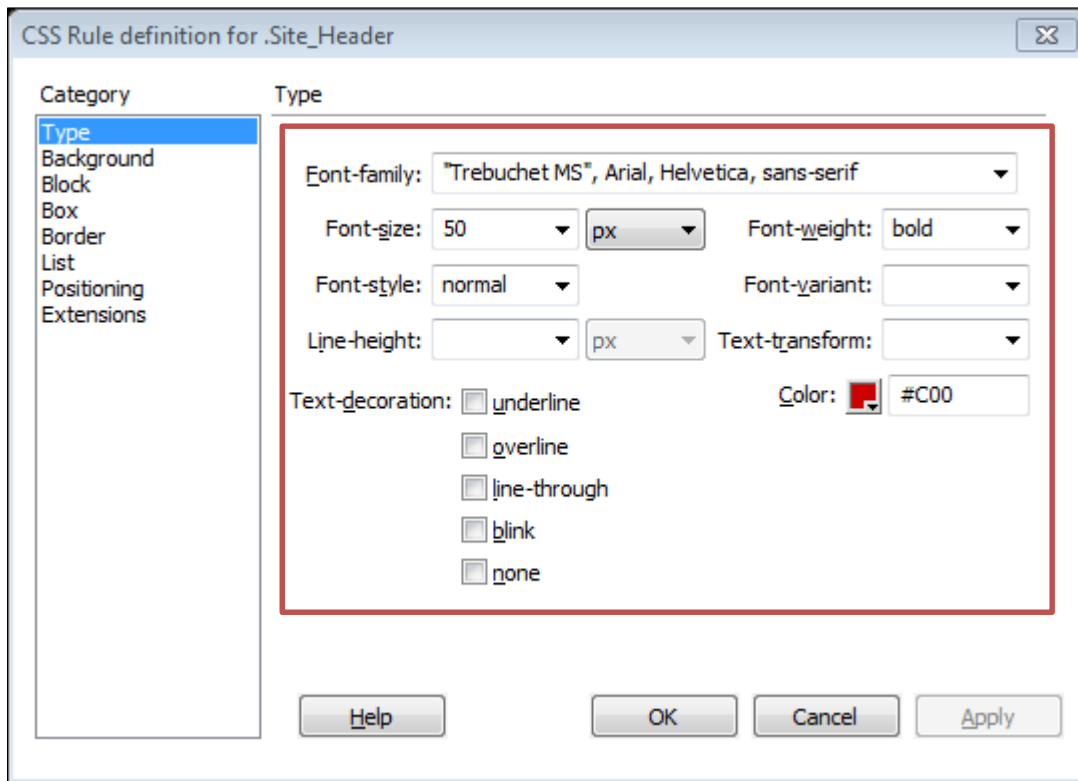 CSS Rule definition for .Site_Header
Category
Type
Background
Block
Box
Border
List
Positioning
Extensions
Type
Font-family: "Trebuchet MS", Arial, Helvetica, sans-serif
Font-size: 50 px Font-weight: bold
Font-style: normal Font-variant:
Line-height: px Text-transform:
Text-decoration: underline Color: #C00
overline
line-through
blink
none
Help OK Cancel Apply